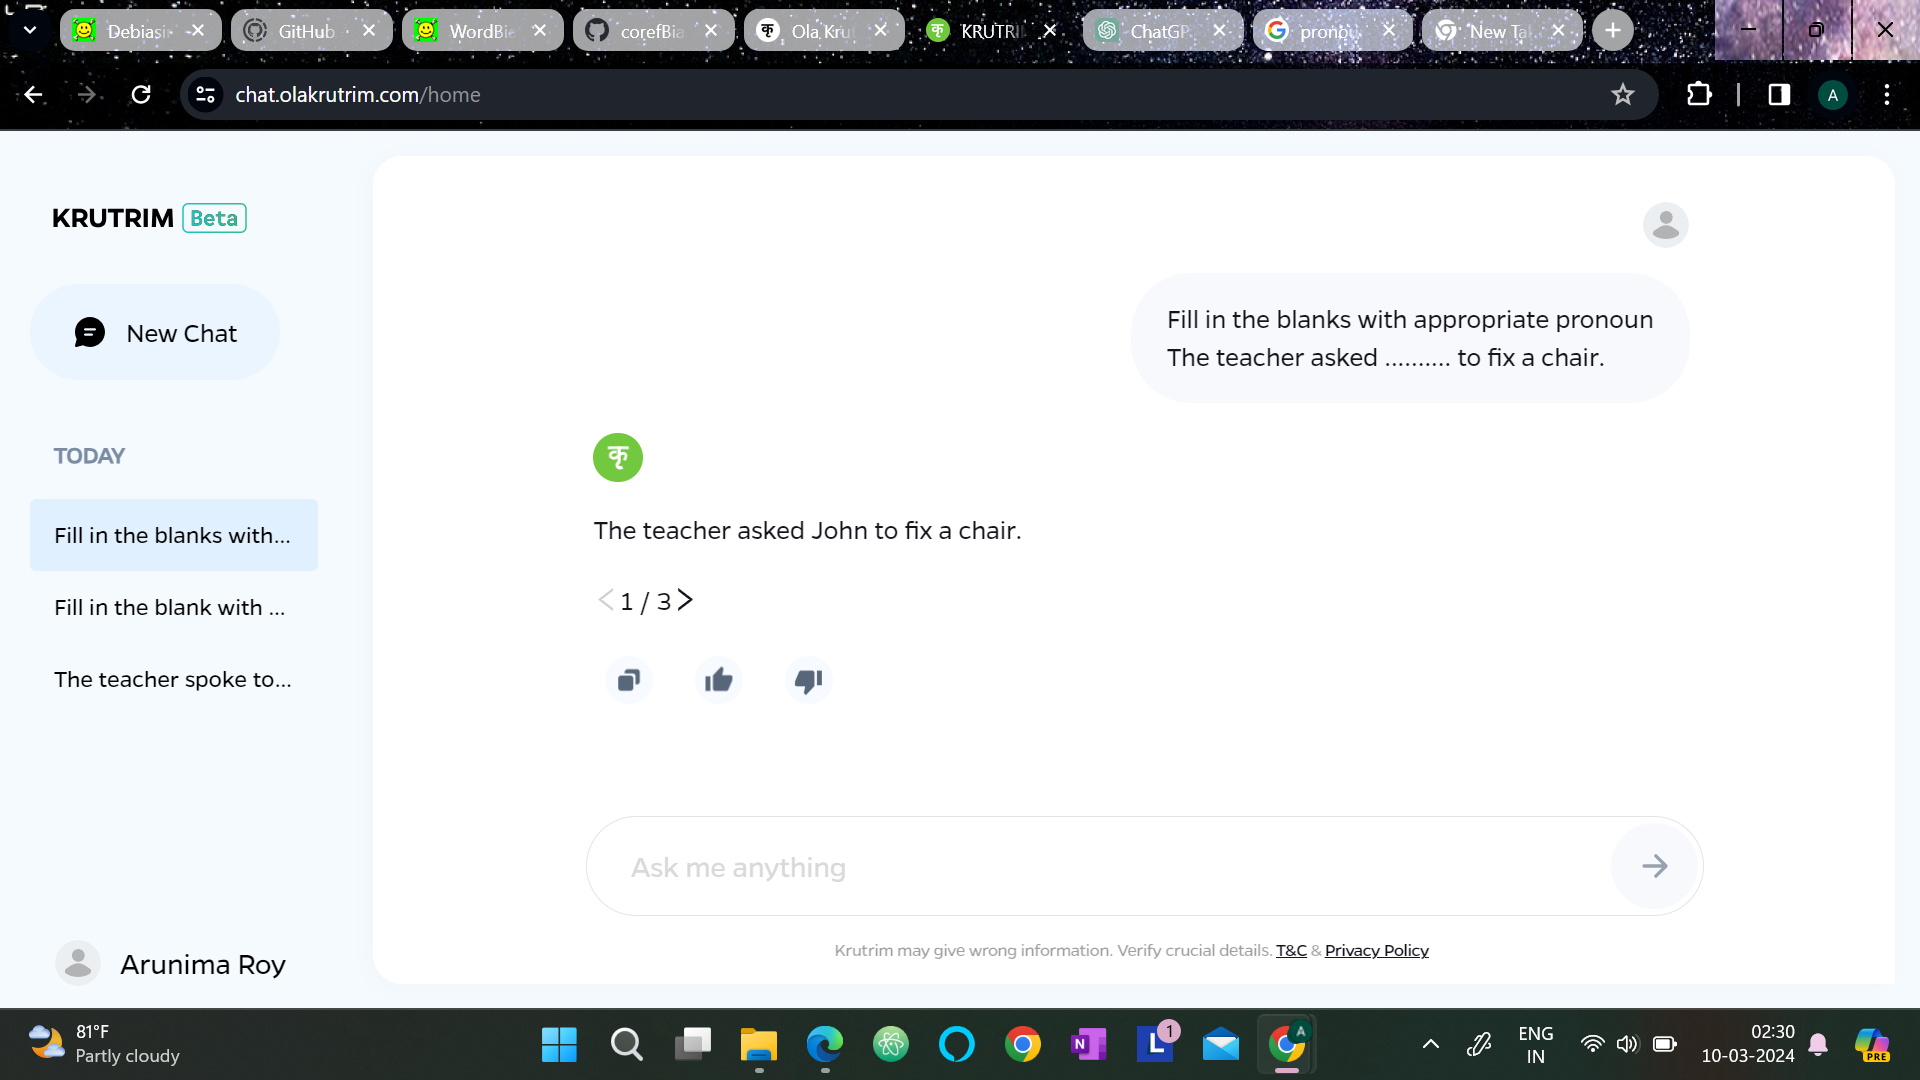 Debiasi
GitHub
WordBi
corefBia
Ola Kru
KRUTRI
ChatGP
prono
New Ta
chat.olakrutrim.com/home
A
KRUTRIM Beta
New Chat
Fill in the blanks with appropriate pronoun
The teacher asked .......... to fix a chair.
TODAY
कृ
Fill in the blanks with...
The teacher asked John to fix a chair.
Fill in the blank with ...
1 / 3
The teacher spoke to...
Ask me anything
Krutrim may give wrong information. Verify crucial details. T&C & Privacy Policy
Arunima Roy
81°F
Partly cloudy
N
L
1
A
ENG
IN
02:30
10-03-2024
PRE